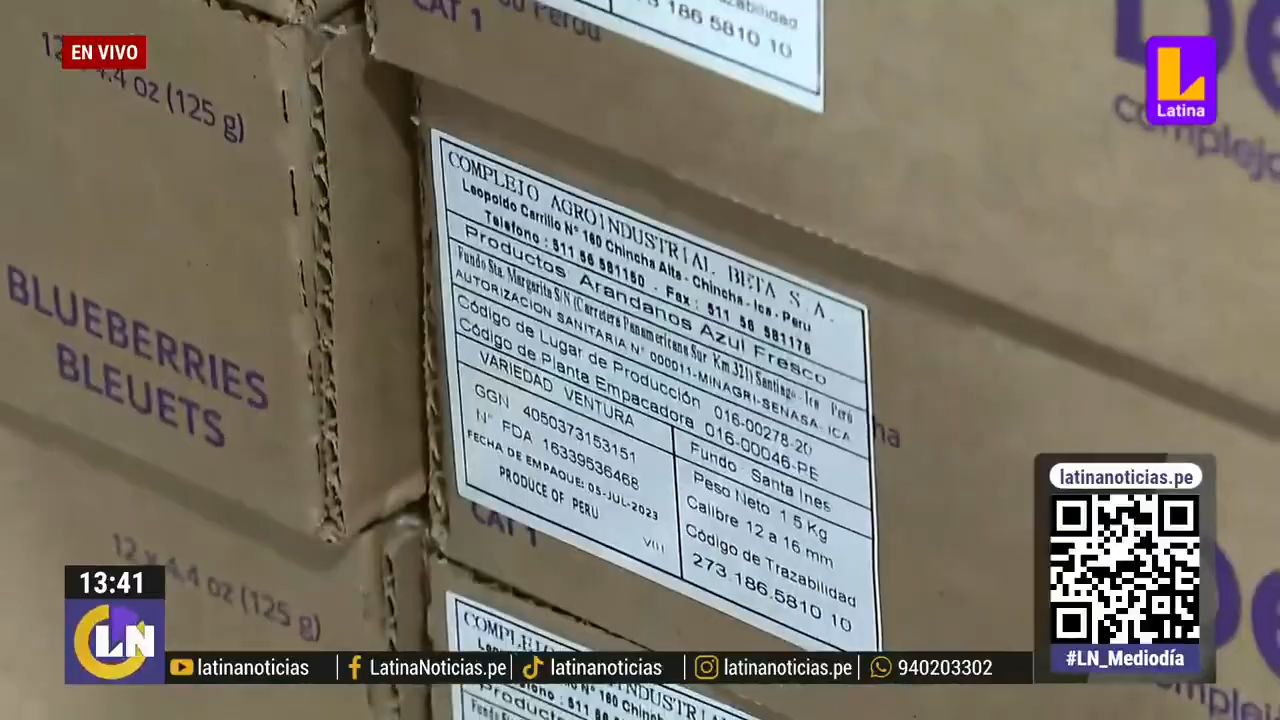 EN VIVO
4.4 oz (125 g)
CAT 1
186 5810 10
Latina
BLUEBERRIES
BLEUETS
COMPLEJO AGROINDUSTRIAL BETA S.A.
Leopoldo Carrillo N° 160 Chincha Alta - Chincha - Ica - Peru
Telefono : 511 56 581150 . Fax : 511 56 581178
Productos Arandanos Azul Fresco
Fundo Sta. Margarita S/N (Carretera Panamericana Sur Km 321) Santiago - Ica Perú
AUTORIZACION SANITARIA N° 000011-MINAGRI-SENASA. ICA
Código de Lugar de Producción 016-00278-20
Código de Planta Empacadora 016-00046-PE
VARIEDAD VENTURA
GGN 4050373153151
N° FDA 16339536468
FECHA DE EMPAQUE: 05-JUL-2023
PRODUCE OF PERU
VIII
Fundo Santa Ines
Peso Neto 1 5 Kg
Calibre 12 a 16 mm
Código de Trazabilidad
273.186.5810 10
CAT 1
12 x 4.4 oz (125 g)
latinanoticias.pe
#LN_Mediodía
13:41
LN
latinanoticias
LatinaNoticias.pe
latinanoticias
latinanoticias.pe
940203302